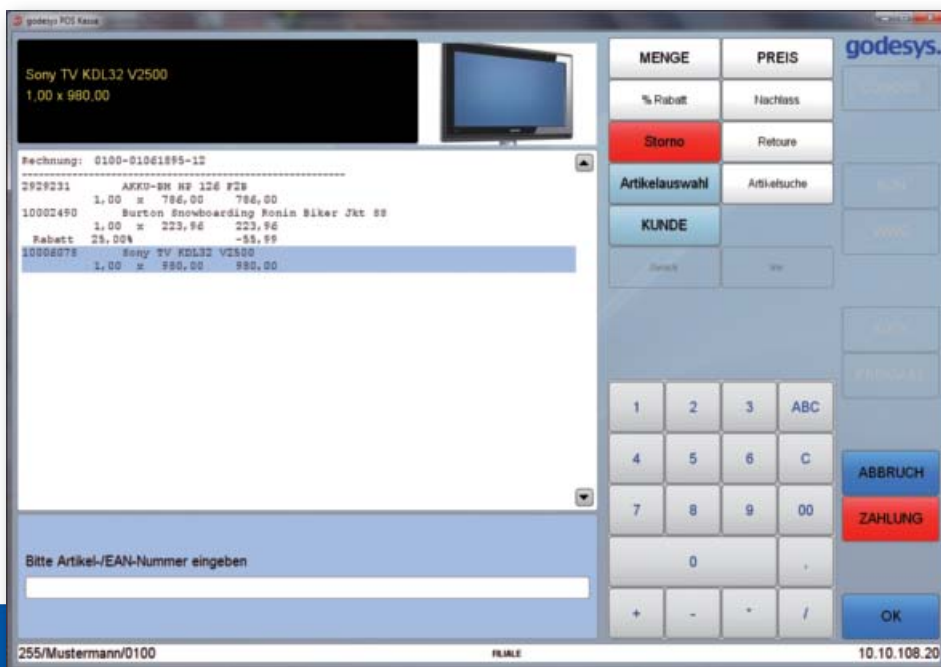 godesys POS Kasse
Sony TV KDL32 V2500
1,00 x 980,00
Rechnung: 0100-01061895-12
2929231 AKKU-BM HP 126 F2B
1,00 x 786,00 786,00
10002490 Burton Snowboarding Ronin Biker Jkt 88
1,00 x 223,96 223,96
Rabatt 25,00% -55,99
10006078 Sony TV KDL32 V2500
1,00 x 980,00 980,00
Bitte Artikel-/EAN-Nummer eingeben
MENGE PREIS
% Rabatt Nachlass
Storno Retoure
Artikelauswahl Artikelsuche
KUNDE
Zurück Vor
1 2 3 ABC
4 5 6 C
7 8 9 00
0 ,
+ - * /
godesys.
ABBRUCH
ZAHLUNG
OK
255/Mustermann/0100 FILIALE 10.10.108.20